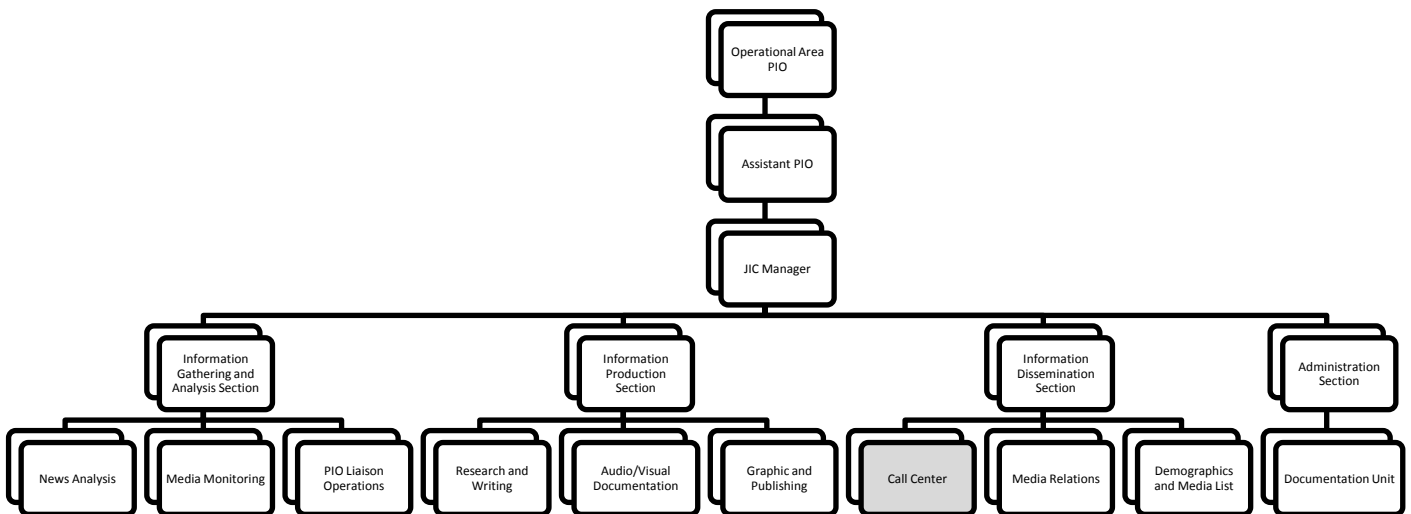 Operational Area
PIO
Assistant PIO
JIC Manager
Information
Gathering and
Analysis Section
Information
Production
Section
Information
Dissemination
Section
Administration
Section
News Analysis
Media Monitoring
PIO Liaison
Operations
Research and
Writing
Audio/Visual
Documentation
Graphic and
Publishing
Call Center
Media Relations
Demographics
and Media List
Documentation Unit